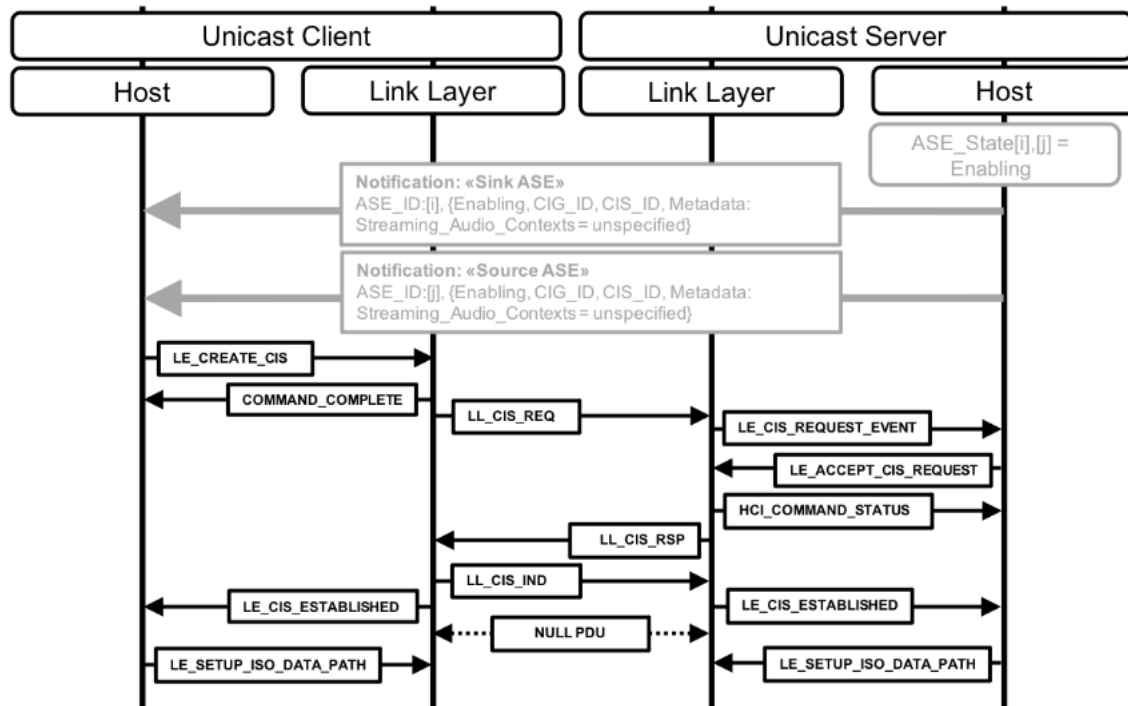 Unicast Client
Unicast Server
Host
Link Layer
Link Layer
Host
ASE_State[i],[j] =
Enabling
Notification: «Sink ASE»
ASE_ID:[i], {Enabling, CIG_ID, CIS_ID, Metadata:
Streaming_Audio_Contexts = unspecified}
Notification: «Source ASE»
ASE_ID:[j], {Enabling, CIG_ID, CIS_ID, Metadata:
Streaming_Audio_Contexts = unspecified}
LE_CREATE_CIS
COMMAND_COMPLETE
LL_CIS_REQ
LE_CIS_REQUEST_EVENT
LE_ACCEPT_CIS_REQUEST
HCI_COMMAND_STATUS
LL_CIS_RSP
LL_CIS_IND
LE_CIS_ESTABLISHED
LE_CIS_ESTABLISHED
NULL PDU
LE_SETUP_ISO_DATA_PATH
LE_SETUP_ISO_DATA_PATH